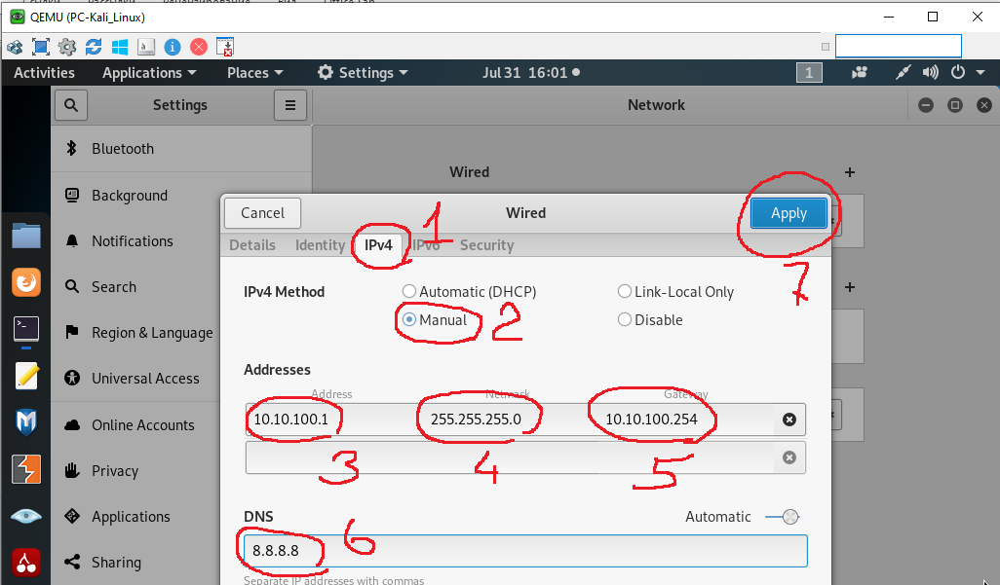 QEMU (PC-Kali_Linux)
Activities Applications Places Settings Jul 31 16:01 1
Settings Network
Bluetooth
Background
Notifications
Search
Region & Language
Universal Access
Online Accounts
Privacy
Applications
Sharing
Wired
Cancel Wired Apply
Details Identity IPv4 IPv6 Security
1
7
IPv4 Method Automatic (DHCP) Link-Local Only
Manual Disable
2
Addresses
Address Netmask Gateway
10.10.100.1 255.255.255.0 10.10.100.254
3 4 5
DNS Automatic
6
8.8.8.8
Separate IP addresses with commas